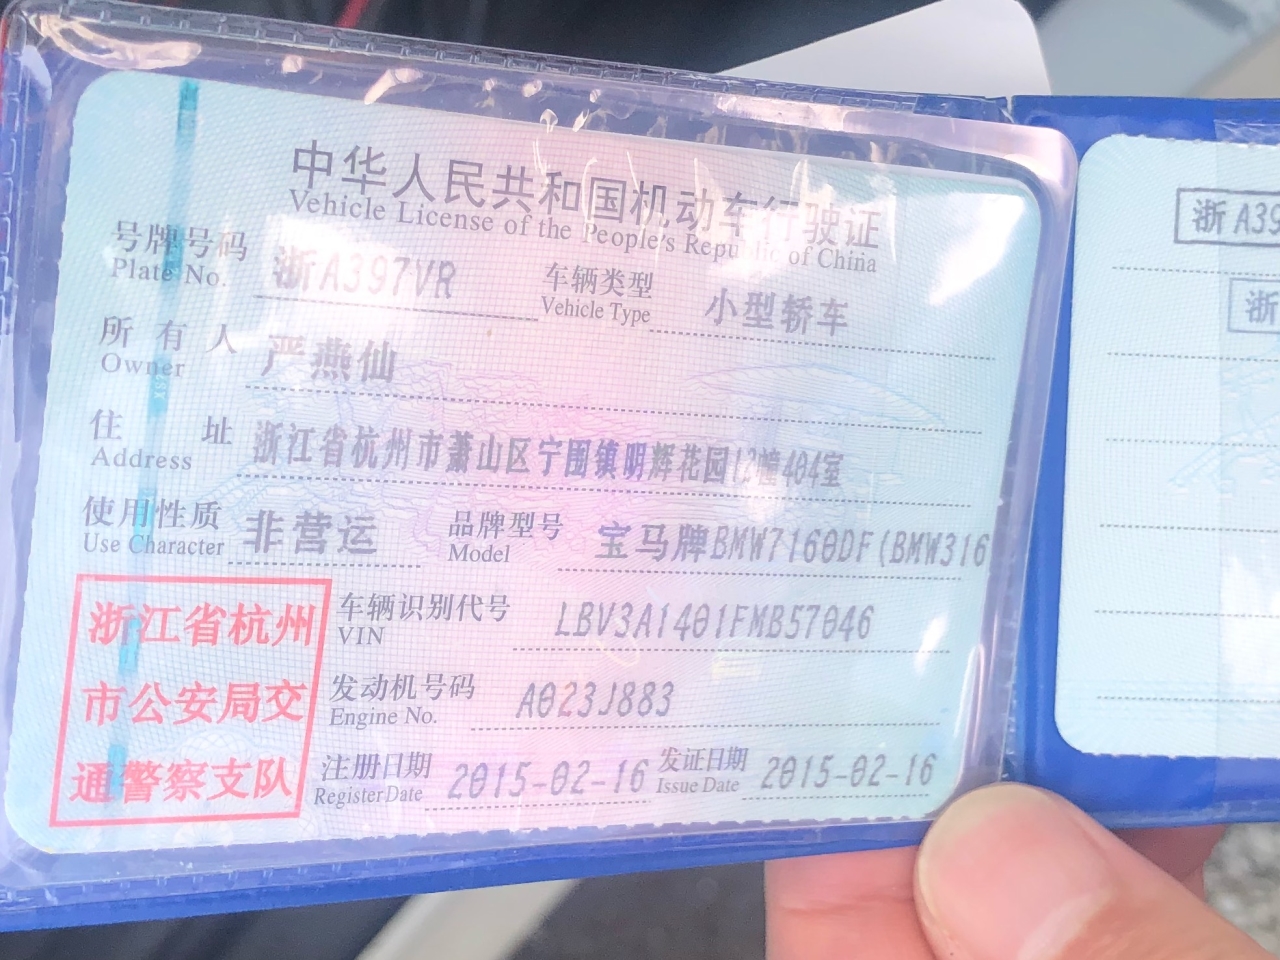 中华人民共和国机动车行驶证
Vehicle License of the People's Republic of China
号牌号码 浙A397VR 车辆类型 小型轿车
Plate No. Vehicle Type
所有人 严燕仙
Owner
住址 浙江省杭州市萧山区宁围镇明辉花园12幢404室
Address
使用性质 非营运 品牌型号 宝马牌BMW7160DF(BMW316
Use Character Model
浙江省杭州
市公安局交
通警察支队
车辆识别代号 LBV3A1401FMB57046
VIN
发动机号码 A023J883
Engine No.
注册日期 2015-02-16 发证日期 2015-02-16
Register Date Issue Date
浙A39
浙